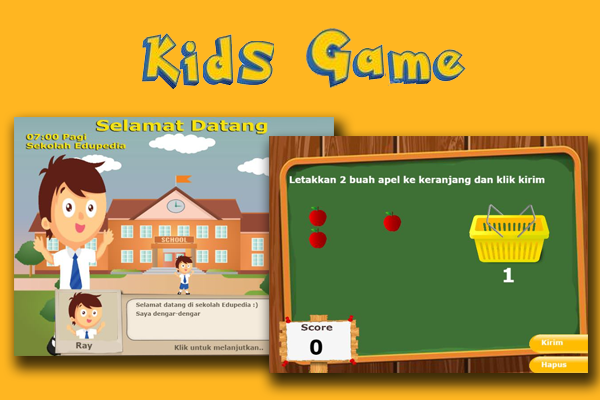 Kids Game
Selamat Datang
07:00 Pagi
Sekolah Edupedia
SCHOOL
Selamat datang di sekolah Edupedia :)
Saya dengar-dengar
Ray
Klik untuk melanjutkan..
Letakkan 2 buah apel ke keranjang dan klik kirim
1
Score
0
Kirim
Hapus